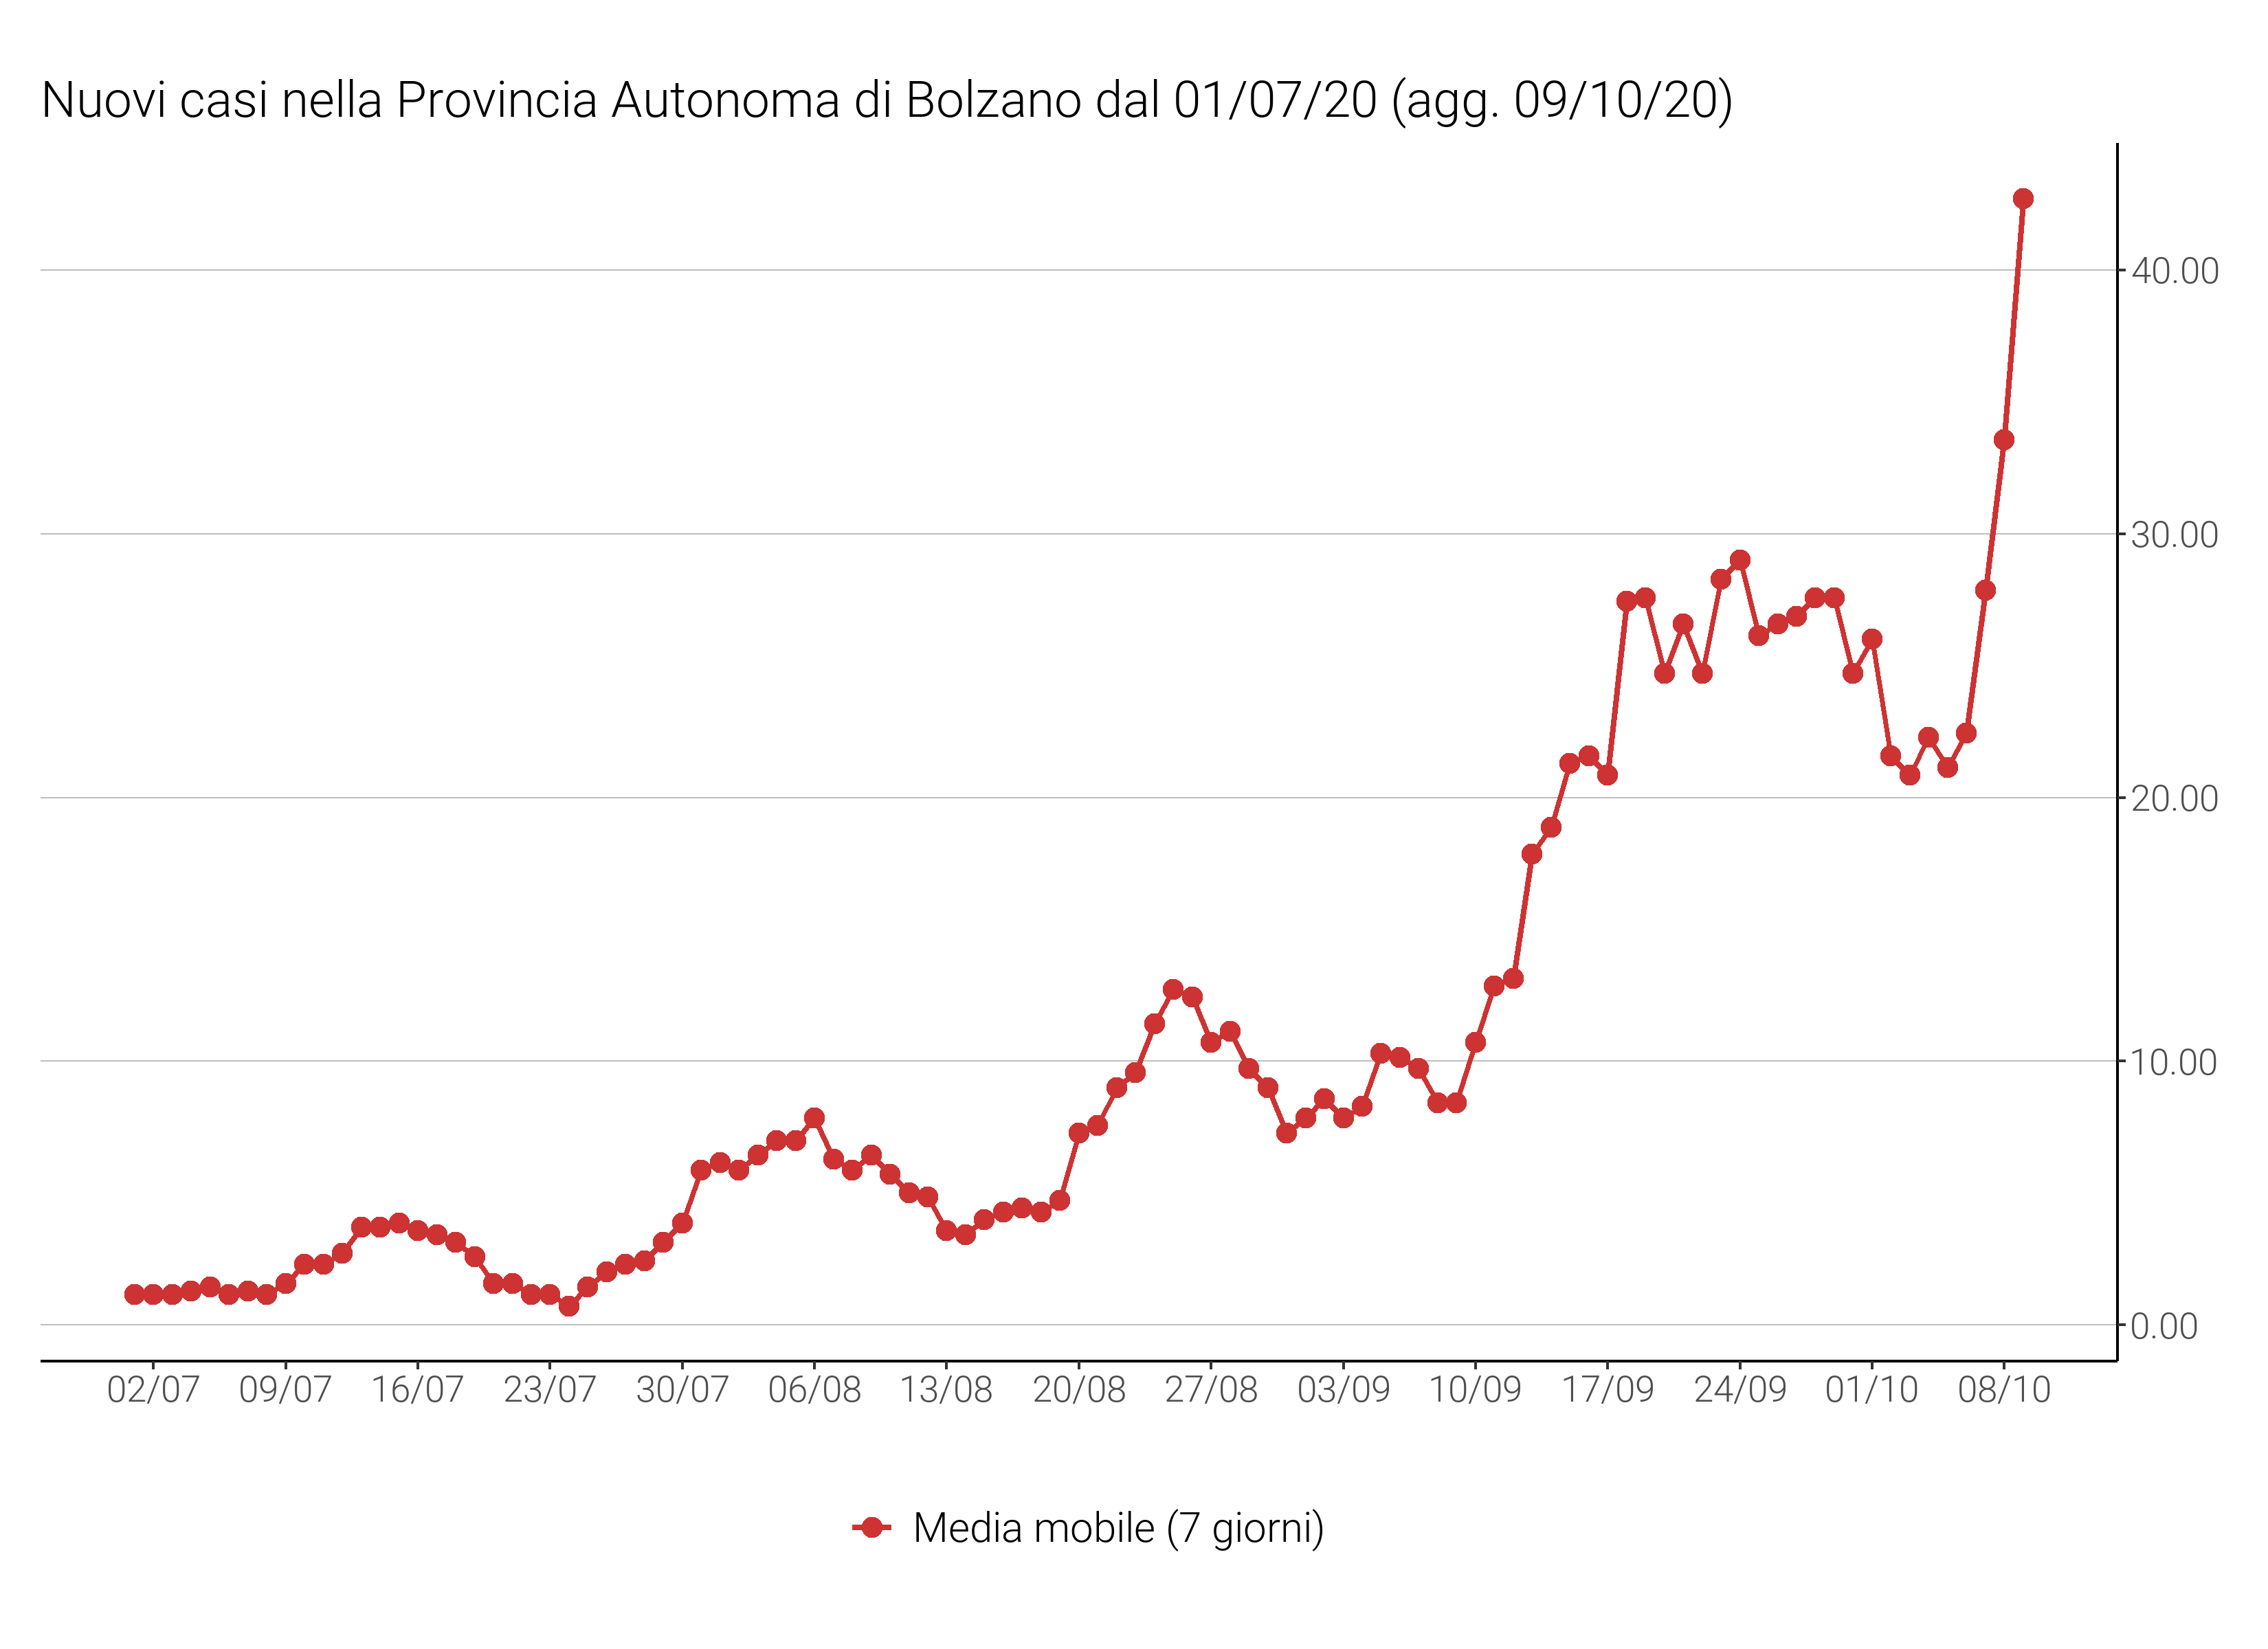 Nuovi casi nella Provincia Autonoma di Bolzano dal 01/07/20 (agg. 09/10/20)
40.00
30.00
20.00
10.00
0.00
02/07 09/07 16/07 23/07 30/07 06/08 13/08 20/08 27/08 03/09 10/09 17/09 24/09 01/10 08/10
Media mobile (7 giorni)